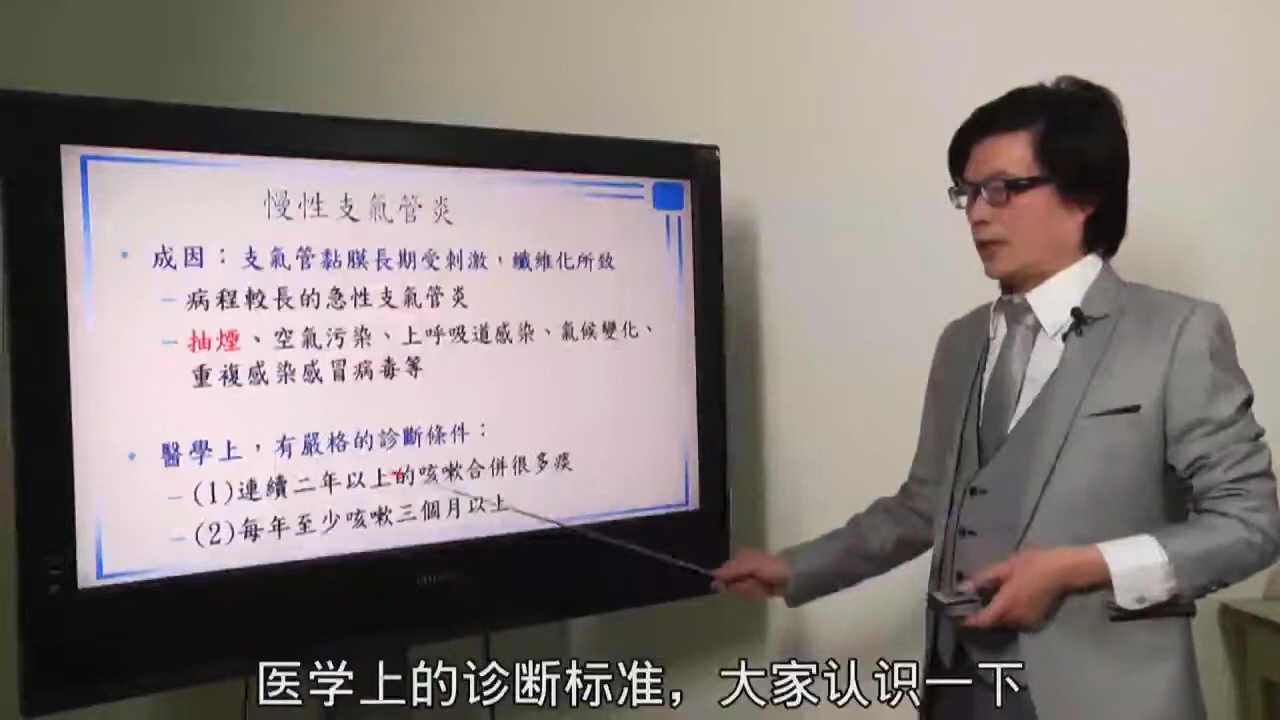 慢性支氣管炎
• 成因：支氣管黏膜長期受刺激，纖維化所致
– 病程較長的急性支氣管炎
– 抽煙、空氣污染、上呼吸道感染、氣候變化、
重複感染感冒病毒等
• 醫學上，有嚴格的診斷條件：
– (1)連續二年以上的咳嗽合併很多痰
– (2)每年至少咳嗽三個月以上
医学上的诊断标准，大家认识一下